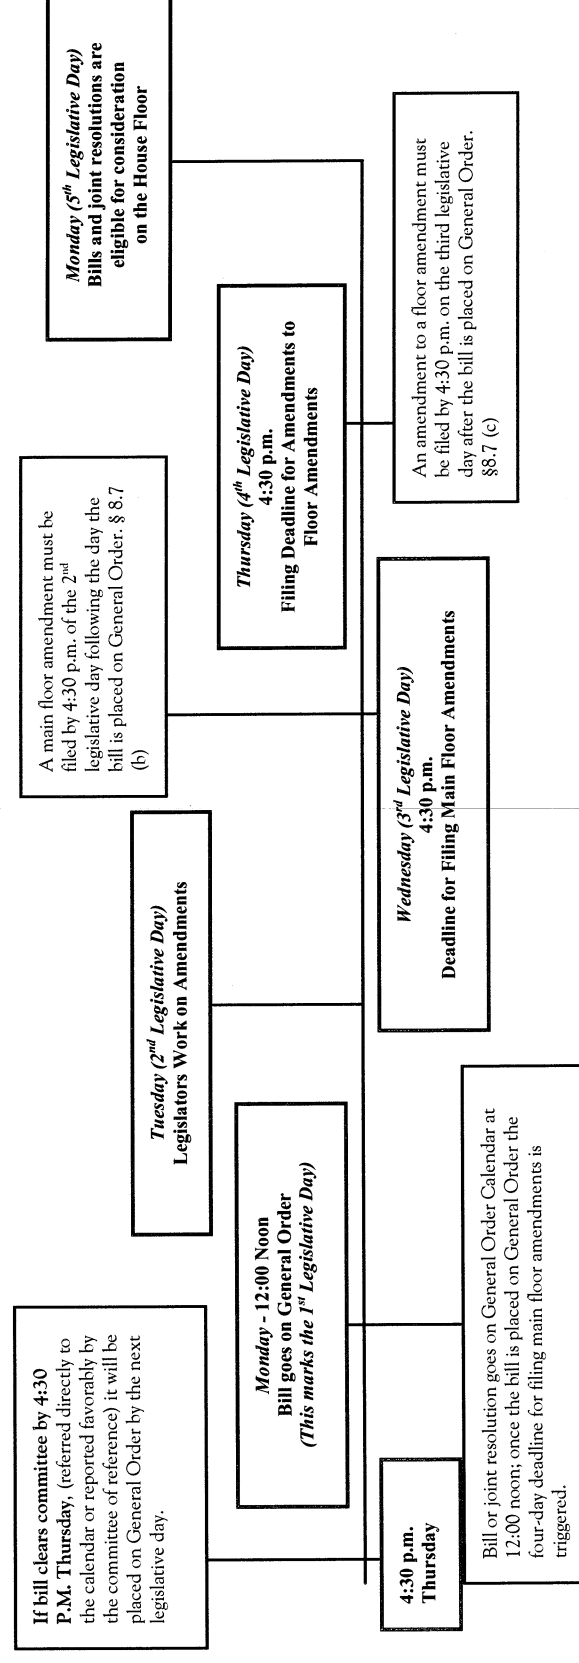 If bill clears committee by 4:30
P.M. Thursday, (referred directly to
the calendar or reported favorably by
the committee of reference) it will be
placed on General Order by the next
legislative day.
4:30 p.m.
Thursday
Monday - 12:00 Noon
Bill goes on General Order
(This marks the 1st Legislative Day)
Bill or joint resolution goes on General Order Calendar at
12:00 noon; once the bill is placed on General Order the
four-day deadline for filing main floor amendments is
triggered.
Tuesday (2nd Legislative Day)
Legislators Work on Amendments
A main floor amendment must be
filed by 4:30 p.m. of the 2nd
legislative day following the day the
bill is placed on General Order. § 8.7
(b)
Wednesday (3rd Legislative Day)
4:30 p.m.
Deadline for Filing Main Floor Amendments
Thursday (4th Legislative Day)
4:30 p.m.
Filing Deadline for Amendments to
Floor Amendments
An amendment to a floor amendment must
be filed by 4:30 p.m. on the third legislative
day after the bill is placed on General Order.
§8.7 (c)
Monday (5th Legislative Day)
Bills and joint resolutions are
eligible for consideration
on the House Floor